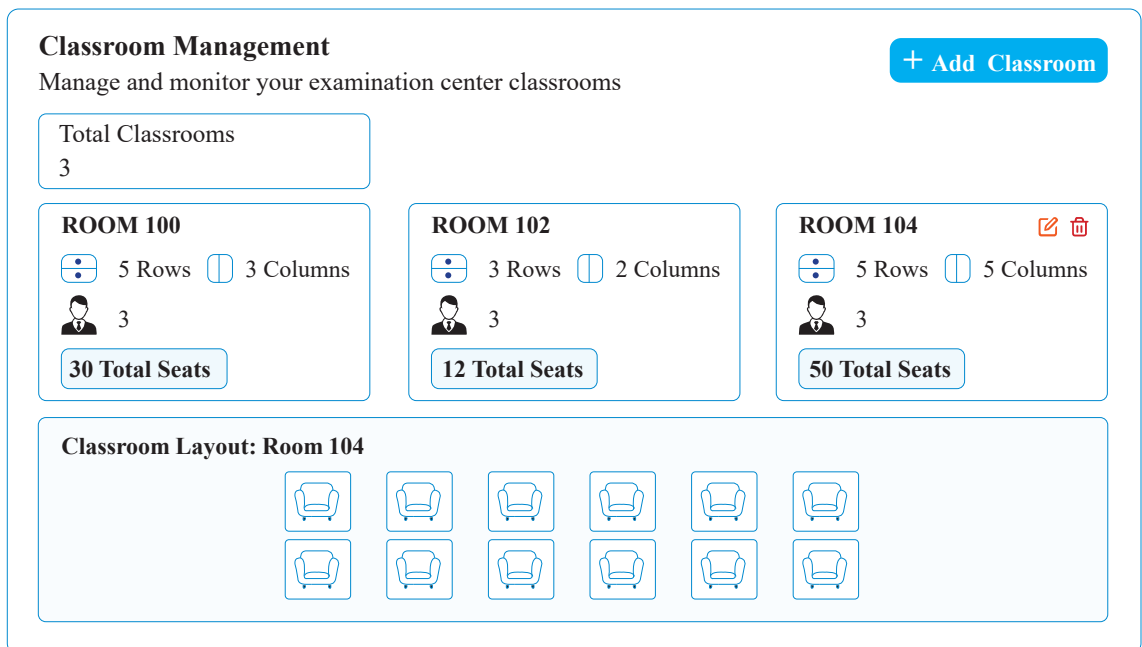 Classroom Management
Manage and monitor your examination center classrooms
+ Add Classroom
Total Classrooms
3
ROOM 100
5 Rows 3 Columns
3
30 Total Seats
ROOM 102
3 Rows 2 Columns
3
12 Total Seats
ROOM 104
5 Rows 5 Columns
3
50 Total Seats
Classroom Layout: Room 104